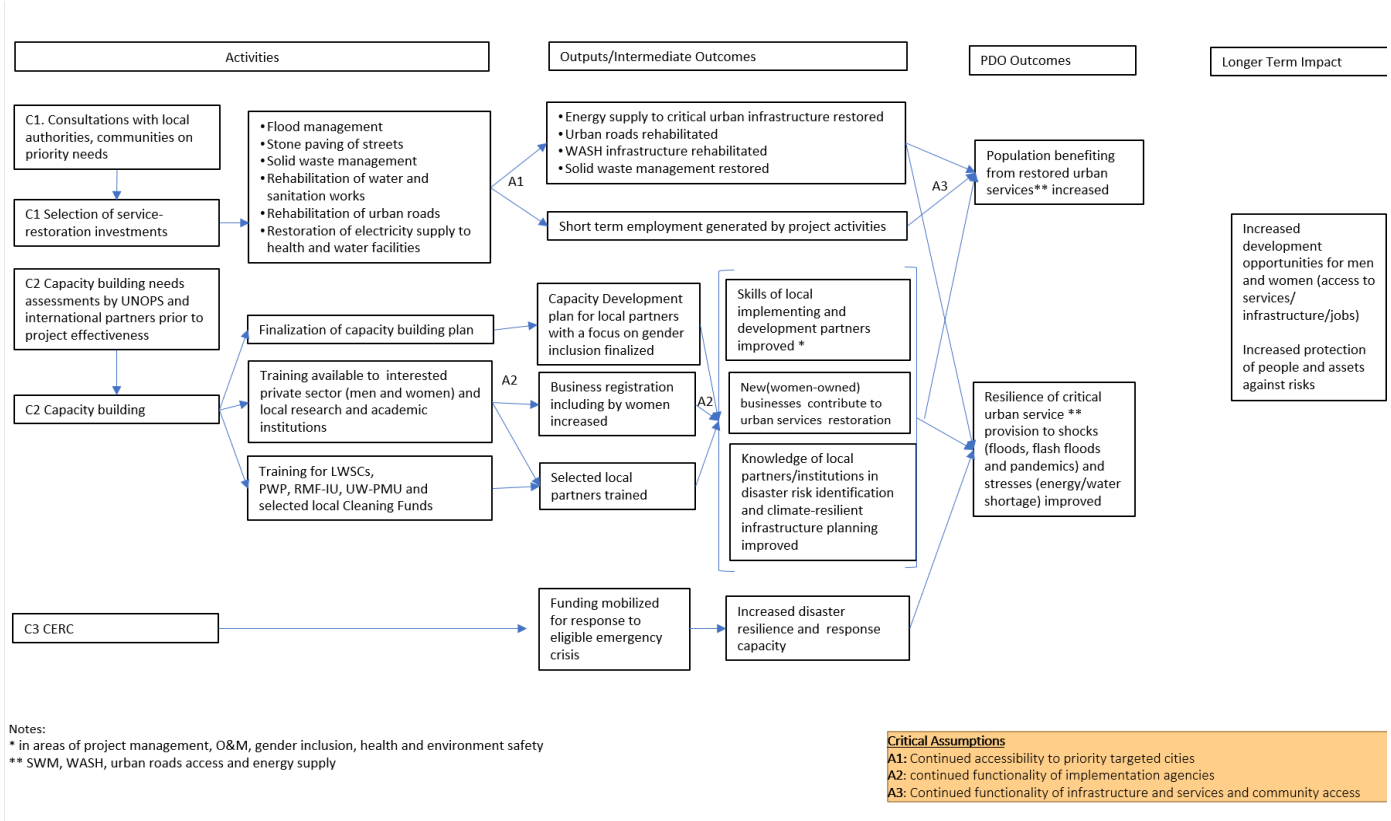 Activities
Outputs/Intermediate Outcomes
PDO Outcomes
Longer Term Impact
C1. Consultations with local
authorities, communities on
priority needs
C1 Selection of service-
restoration investments
• Flood management
• Stone paving of streets
• Solid waste management
• Rehabilitation of water and
sanitation works
• Rehabilitation of urban roads
• Restoration of electricity supply to
health and water facilities
A1
• Energy supply to critical urban infrastructure restored
• Urban roads rehabilitated
• WASH infrastructure rehabilitated
• Solid waste management restored
Short term employment generated by project activities
A3
Population benefiting
from restored urban
services** increased
Increased
development
opportunities for men
and women (access to
services/
infrastructure/jobs)
Increased protection
of people and assets
against risks
C2 Capacity building needs
assessments by UNOPS and
international partners prior to
project effectiveness
C2 Capacity building
Finalization of capacity building plan
Training available to interested
private sector (men and women) and
local research and academic
institutions
Training for LWSCs,
PWP, RMF-IU, UW-PMU and
selected local Cleaning Funds
A2
Capacity Development
plan for local partners
with a focus on gender
inclusion finalized
Business registration
including by women
increased
Selected local
partners trained
A2
Skills of local
implementing and
development partners
improved *
New(women-owned)
businesses contribute to
urban services restoration
Knowledge of local
partners/institutions in
disaster risk identification
and climate-resilient
infrastructure planning
improved
Resilience of critical
urban service **
provision to shocks
(floods, flash floods
and pandemics) and
stresses (energy/water
shortage) improved
C3 CERC
Funding mobilized
for response to
eligible emergency
crisis
Increased disaster
resilience and response
capacity
Notes:
* in areas of project management, O&M, gender inclusion, health and environment safety
** SWM, WASH, urban roads access and energy supply
Critical Assumptions
A1: Continued accessibility to priority targeted cities
A2: continued functionality of implementation agencies
A3: Continued functionality of infrastructure and services and community access